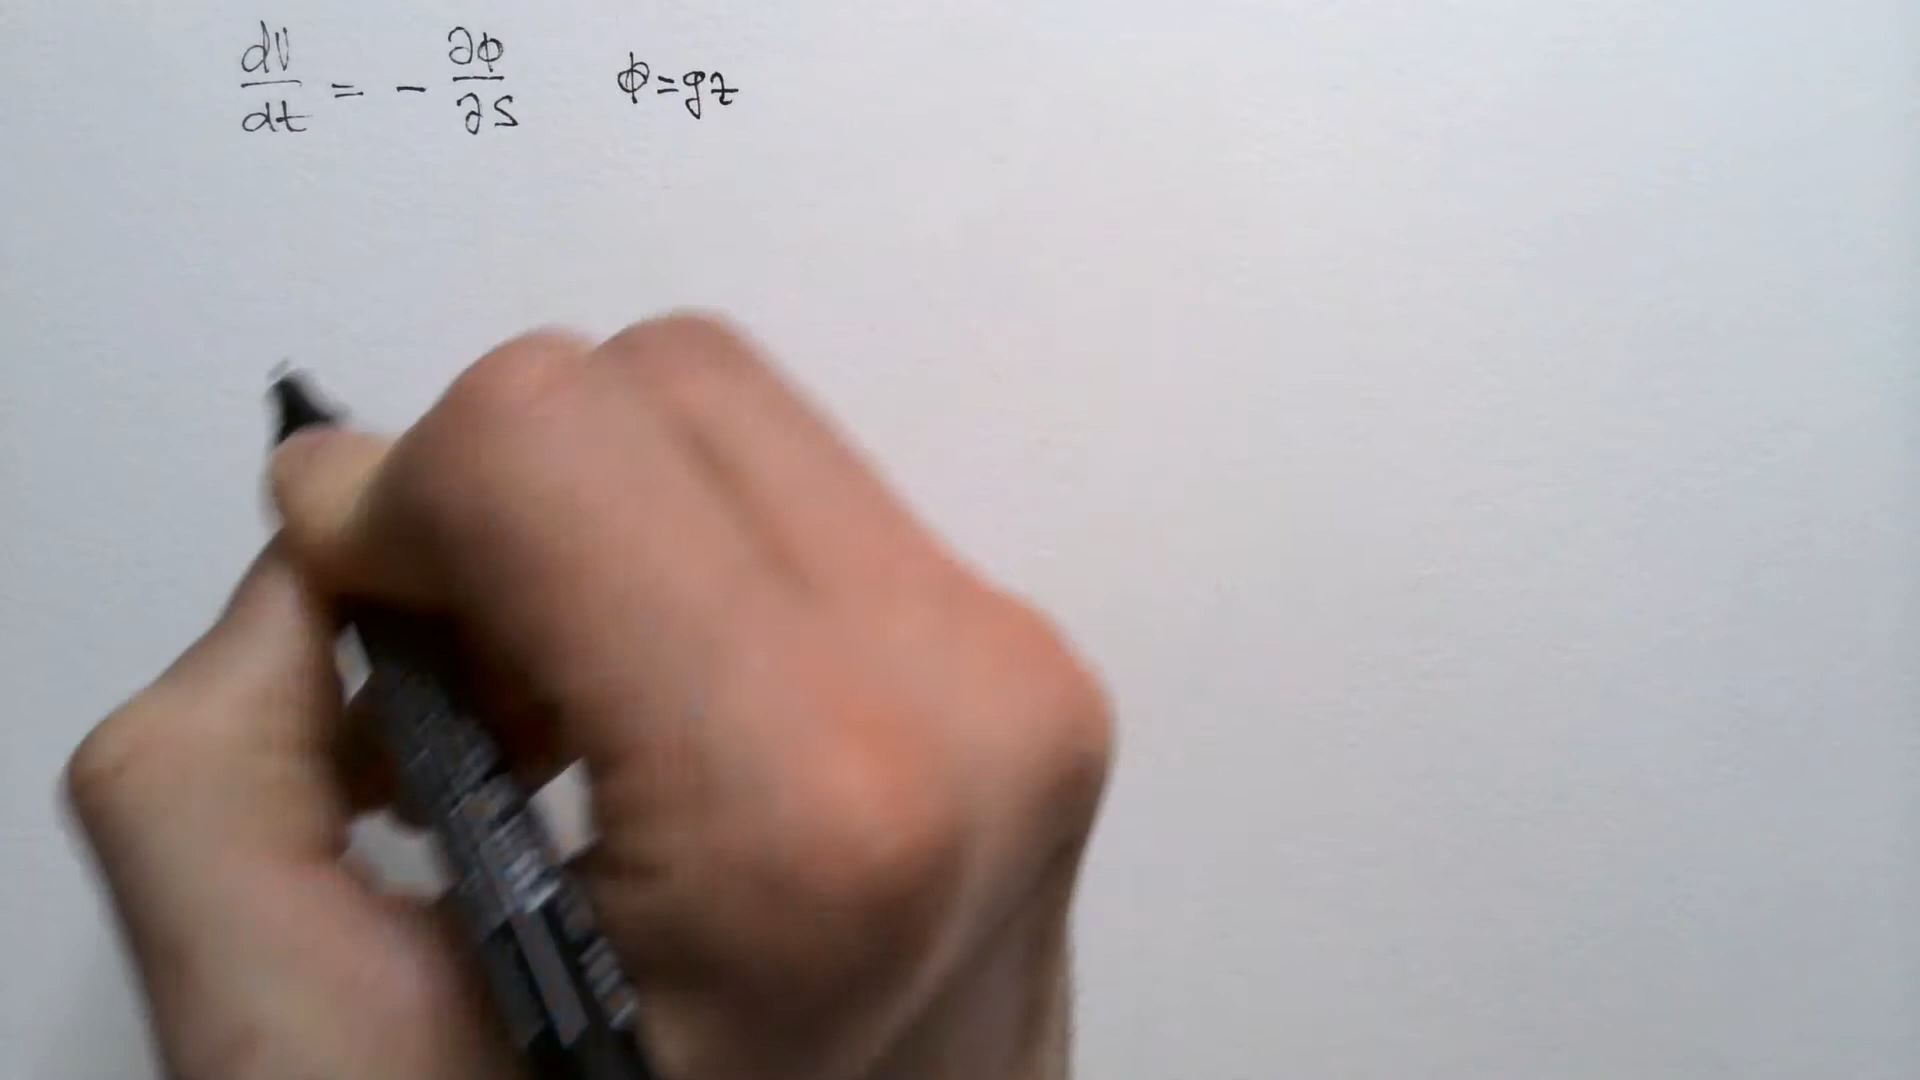 dV/dt = - ∂Φ/∂S   Φ=gz